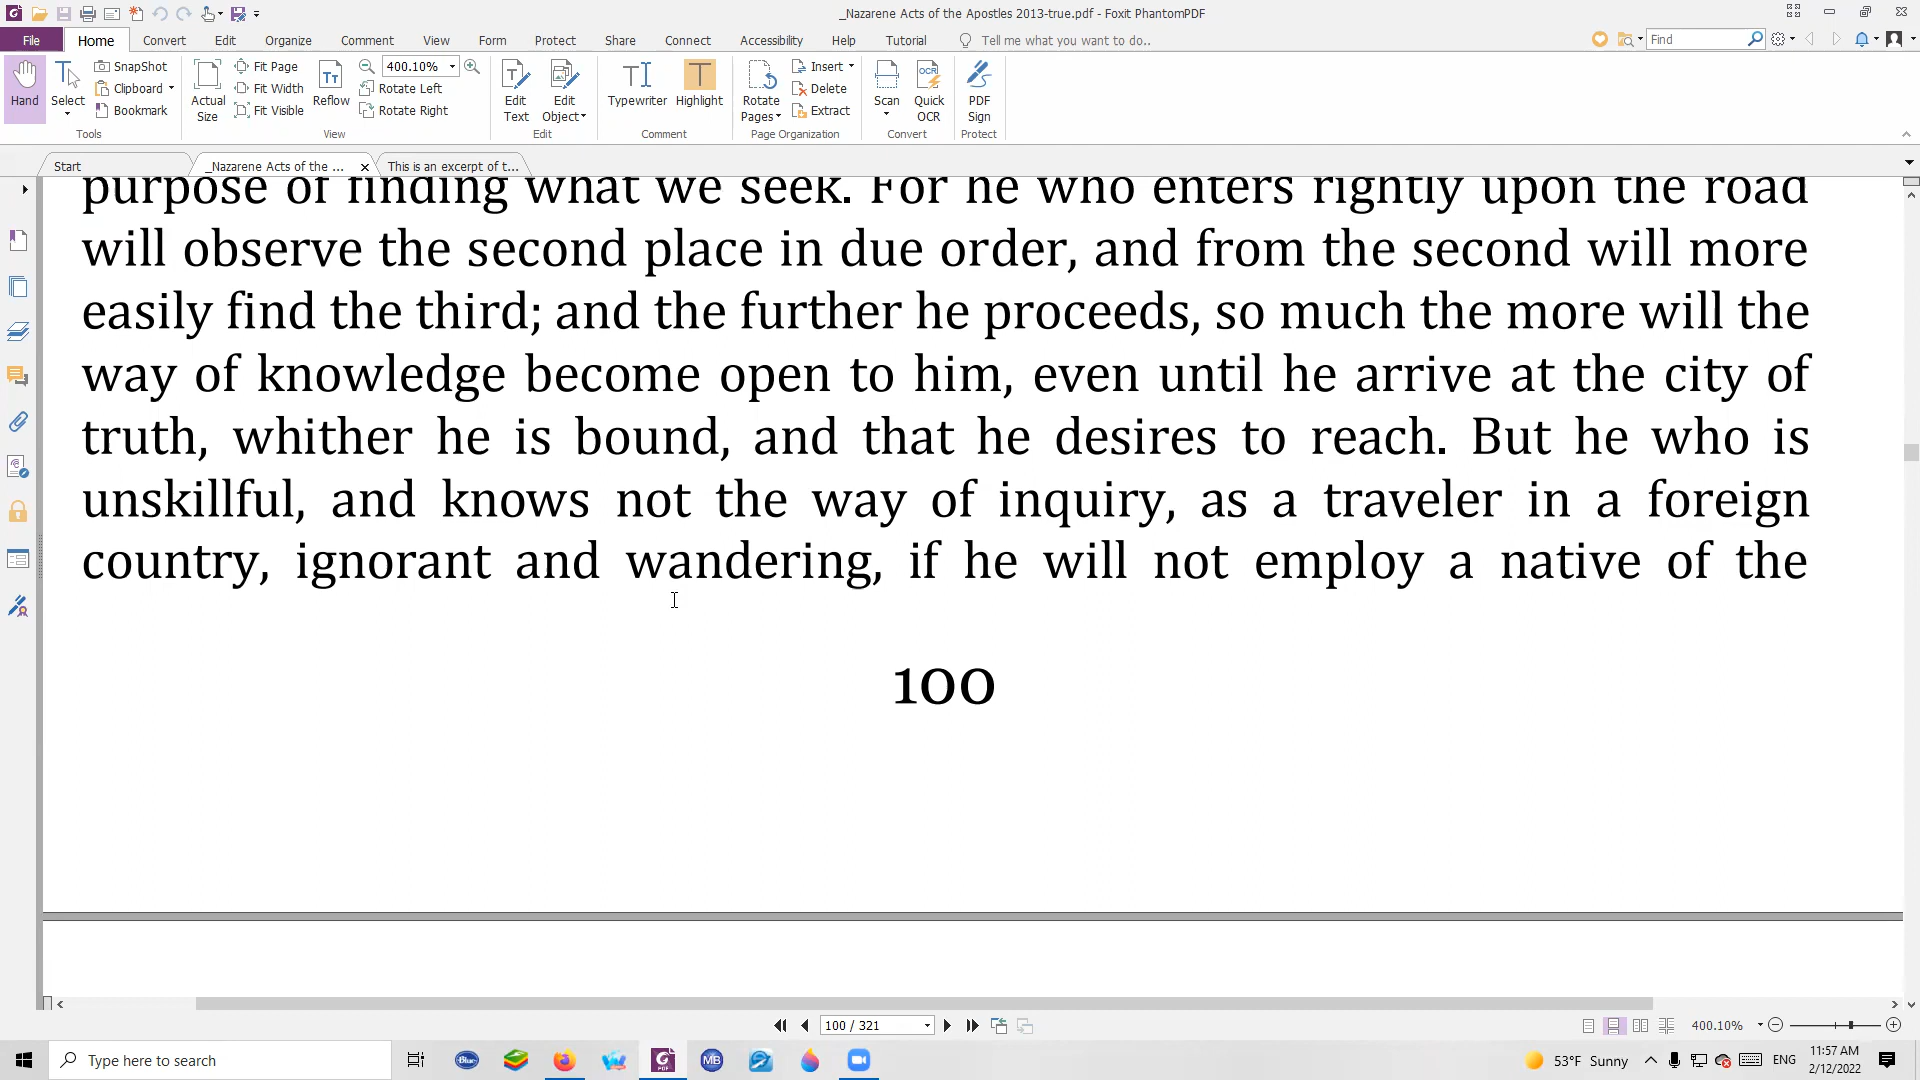 _Nazarene Acts of the Apostles 2013-true.pdf - Foxit PhantomPDF
File Home Convert Edit Organize Comment View Form Protect Share Connect Accessibility Help Tutorial Tell me what you want to do.. Find
Hand
Select
SnapShot
Clipboard
Bookmark
Tools
Actual Size
Fit Page
Fit Width
Fit Visible
Reflow
400.10%
Rotate Left
Rotate Right
View
Edit Text
Edit Object
Edit
Typewriter
Highlight
Comment
Rotate Pages
Insert
Delete
Extract
Page Organization
Scan
Quick OCR
Convert
PDF Sign
Protect
Start _Nazarene Acts of the ... This is an excerpt of t...
purpose of finding what we seek. For he who enters rightly upon the road
will observe the second place in due order, and from the second will more
easily find the third; and the further he proceeds, so much the more will the
way of knowledge become open to him, even until he arrive at the city of
truth, whither he is bound, and that he desires to reach. But he who is
unskillful, and knows not the way of inquiry, as a traveler in a foreign
country, ignorant and wandering, if he will not employ a native of the
100
100 / 321
400.10%
Type here to search
Blue
PDF
MB
53°F Sunny
ENG
11:57 AM
2/12/2022